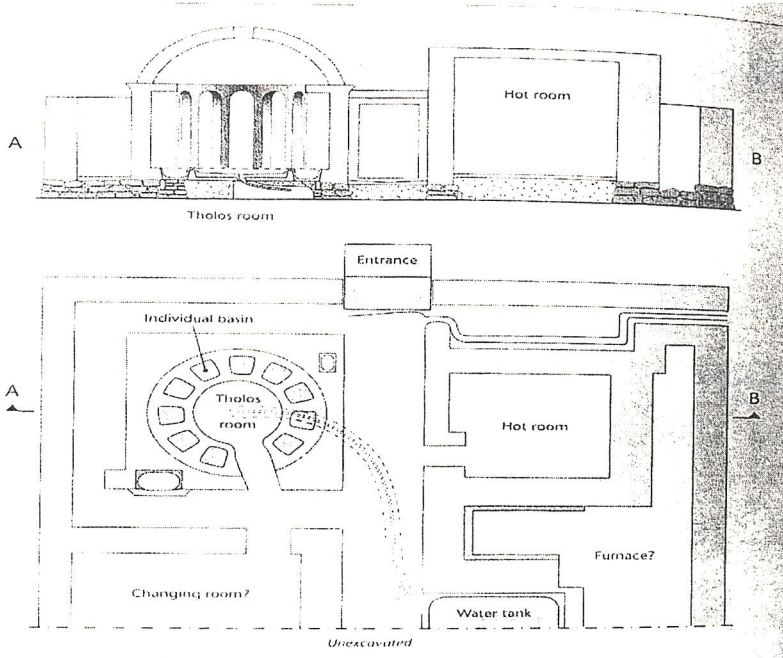 Hot room
A
B
Tholos room
Entrance
Individual basin
A
Tholos
room
B
Hot room
Furnace?
Changing room?
Water tank
Unexcavated